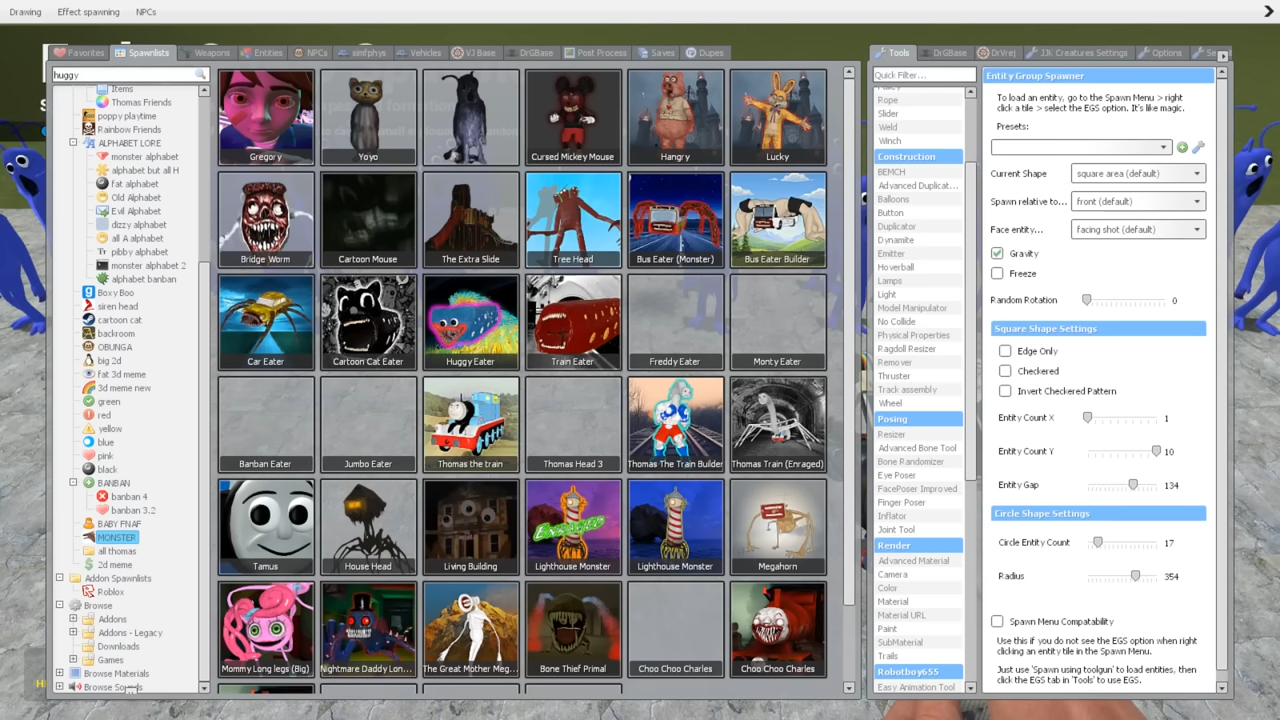 Drawing Effect spawning NPCs
Favorites Spawnlists Weapons Entities NPCs simfphys Vehicles VJ Base DrGBase Post Process Saves Dupes
huggy
Items
Thomas Friends
poppy playtime
Rainbow Friends
ALPHABET LORE
monster alphabet
alphabet but all H
fat alphabet
Old Alphabet
Evil Alphabet
dizzy alphabet
all A alphabet
pibby alphabet
monster alphabet 2
alphabet banban
Boxy Boo
siren head
cartoon cat
backroom
OBUNGA
big 2d
fat 3d meme
3d meme new
green
red
yellow
blue
pink
black
BANBAN
banban 4
banban 3.2
BABY FNAF
MONSTER
all thomas
2d meme
Addon Spawnlists
Roblox
Browse
Addons
Addons - Legacy
Downloads
Games
Browse Materials
Browse Sounds
Gregory Yoyo Cursed Mickey Mouse Hangry Lucky
Bridge Worm Cartoon Mouse The Extra Slide Tree Head Bus Eater (Monster) Bus Eater Builder
Car Eater Cartoon Cat Eater Huggy Eater Train Eater Freddy Eater Monty Eater
Banban Eater Jumbo Eater Thomas the train Thomas Head 3 Thomas The Train Builder Thomas Train (Enraged)
Tamus House Head Living Building Lighthouse Monster Lighthouse Monster Megahorn
Mommy Long legs (Big) Nightmare Daddy Lon... The Great Mother Meg... Bone Thief Primal Choo Choo Charles Choo Choo Charles
Tools DrGBase DrVrej JJK Creatures Settings Options Se
Quick Filter...
Rope
Slider
Weld
Winch
Construction
BEMCH
Advanced Duplicat...
Balloons
Button
Duplicator
Dynamite
Emitter
Hoverball
Lamps
Light
Model Manipulator
No Collide
Physical Properties
Ragdoll Resizer
Remover
Thruster
Track assembly
Wheel
Posing
Resizer
Advanced Bone Tool
Bone Randomizer
Eye Poser
FacePoser Improved
Finger Poser
Inflator
Joint Tool
Render
Advanced Material
Camera
Color
Material
Material URL
Paint
SubMaterial
Trails
Robotboy655
Easy Animation Tool
Entity Group Spawner
To load an entity, go to the Spawn Menu > right
click a tile > select the EGS option. It's like magic.
Presets:
Current Shape square area (default)
Spawn relative to... front (default)
Face entity... facing shot (default)
Gravity
Freeze
Random Rotation 0
Square Shape Settings
Edge Only
Checkered
Invert Checkered Pattern
Entity Count X 1
Entity Count Y 10
Entity Gap 134
Circle Shape Settings
Circle Entity Count 17
Radius 354
Spawn Menu Compatability
Use this if you do not see the EGS option when right
clicking an entity tile in the Spawn Menu.
Just use 'Spawn using toolgun' to load entities, then
click the EGS tab in 'Tools' to use EGS.